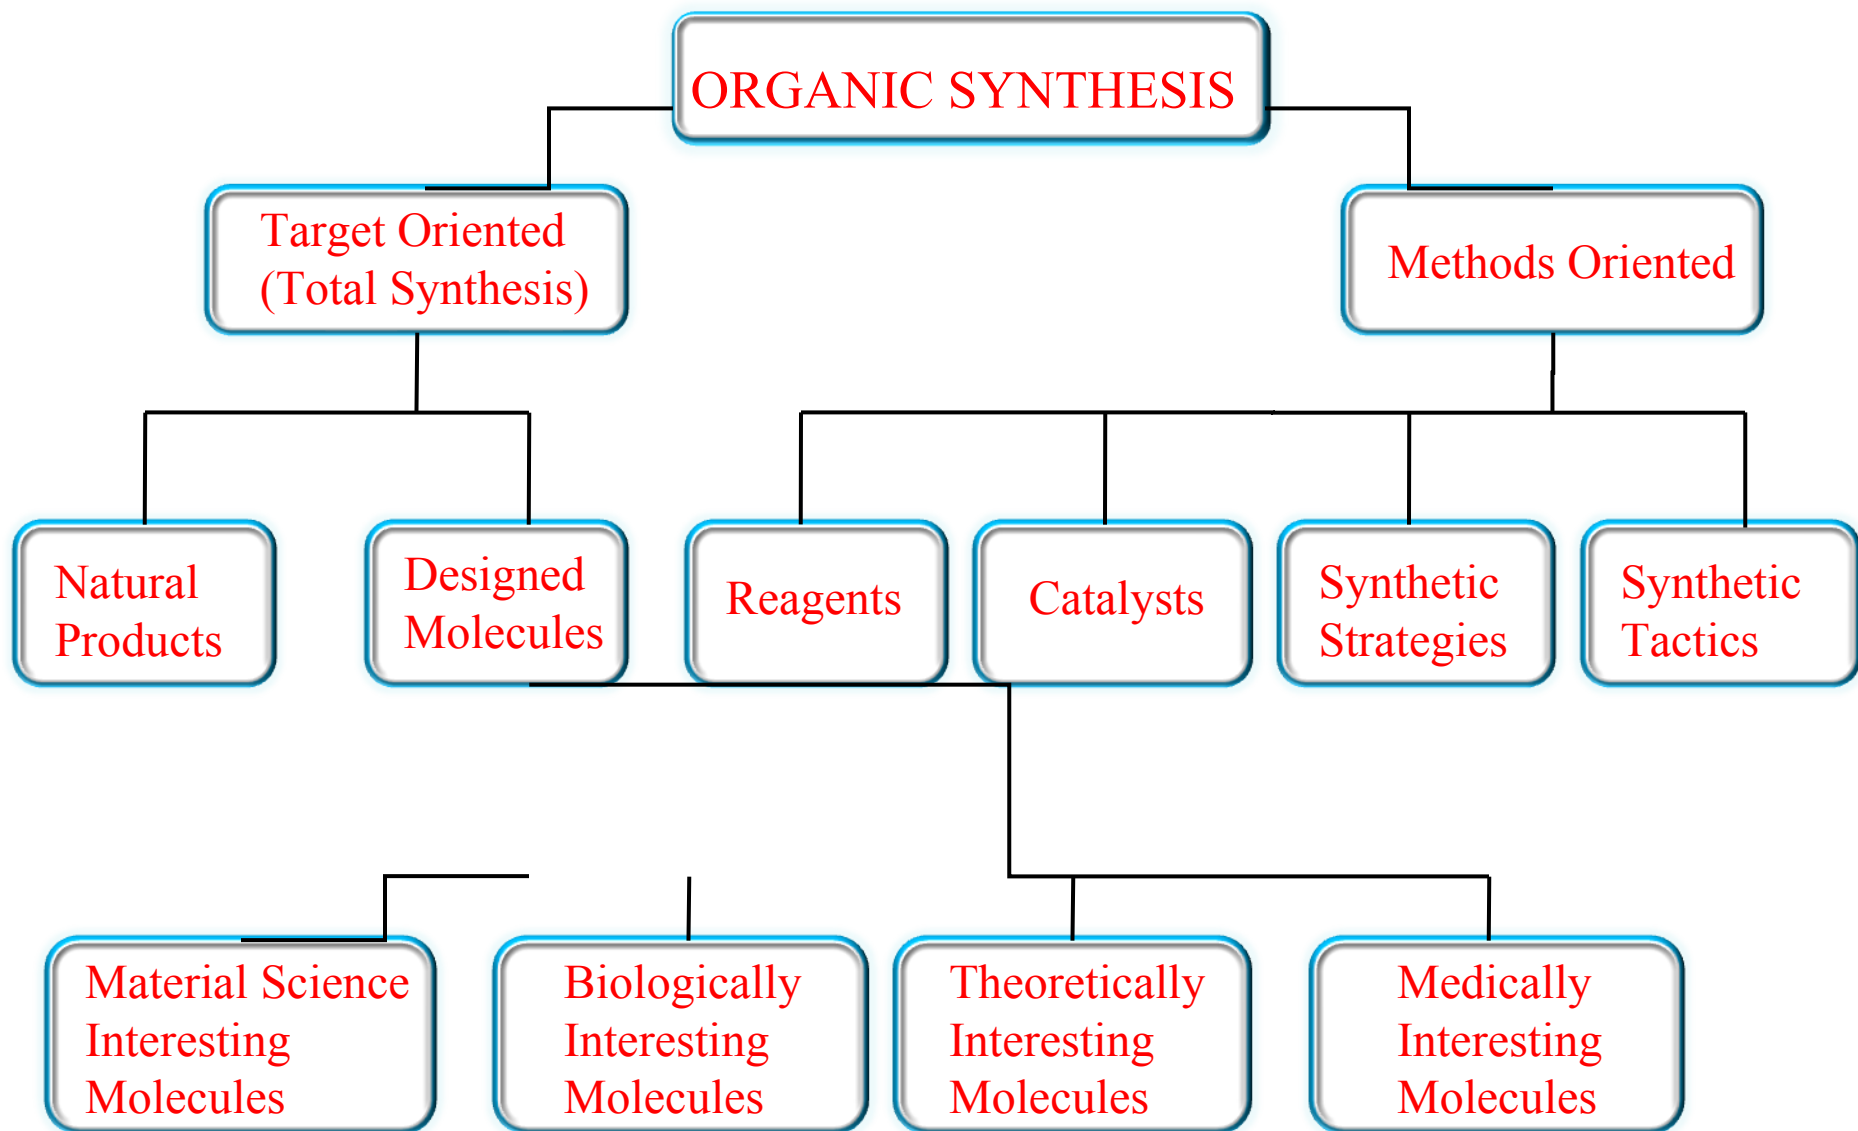 ORGANIC SYNTHESIS
Target Oriented
(Total Synthesis)
Methods Oriented
Natural
Products
Designed
Molecules
Reagents
Catalysts
Synthetic
Strategies
Synthetic
Tactics
Material Science
Interesting
Molecules
Biologically
Interesting
Molecules
Theoretically
Interesting
Molecules
Medically
Interesting
Molecules